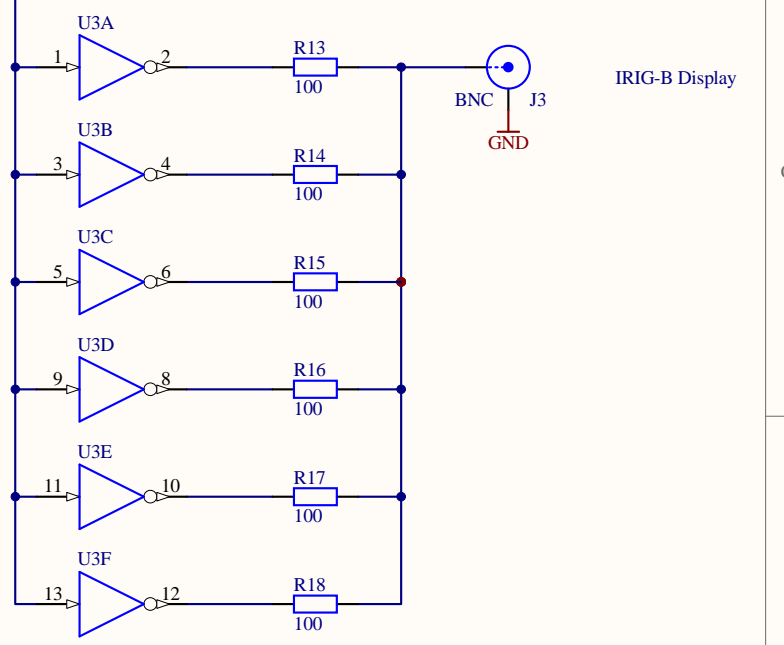 U3A
1
2
R13
100
BNC
J3
GND
IRIG-B Display
U3B
3
4
R14
100
U3C
5
6
R15
100
U3D
9
8
R16
100
U3E
11
10
R17
100
U3F
13
12
R18
100